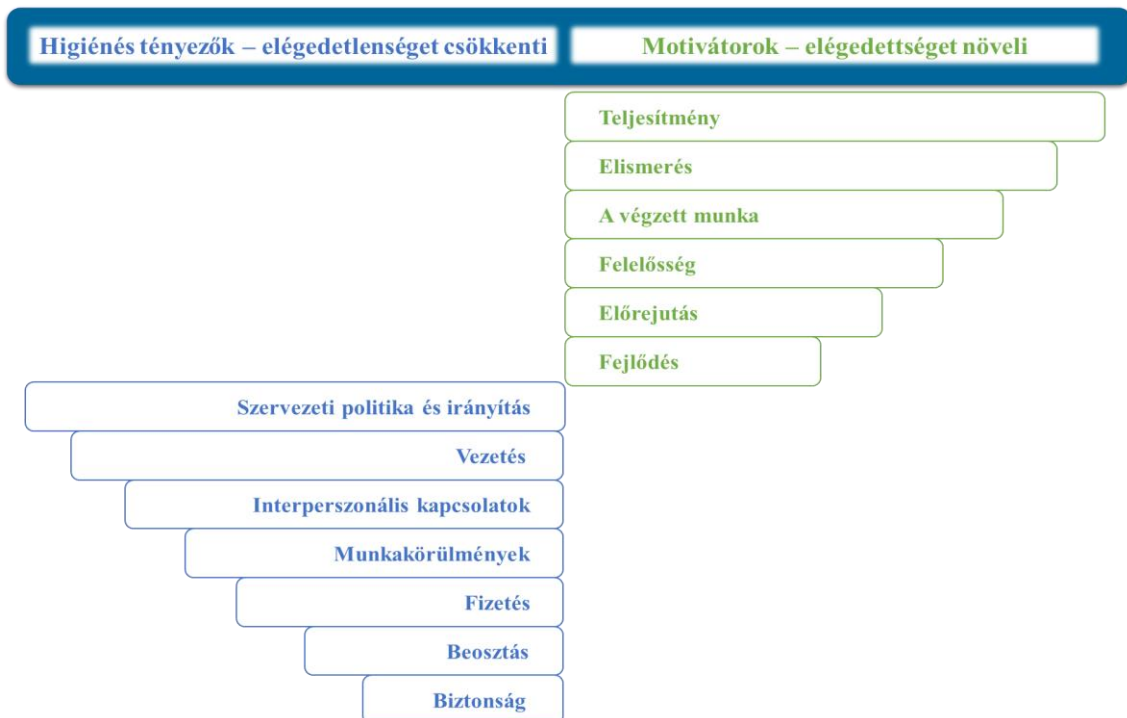 Higiénés tényezők – elégedetlenséget csökkenti
Motivátorok – elégedettséget növeli
Teljesítmény
Elismerés
A végzett munka
Felelősség
Előrejutás
Fejlődés
Szervezeti politika és irányítás
Vezetés
Interperszonális kapcsolatok
Munkakörülmények
Fizetés
Beosztás
Biztonság